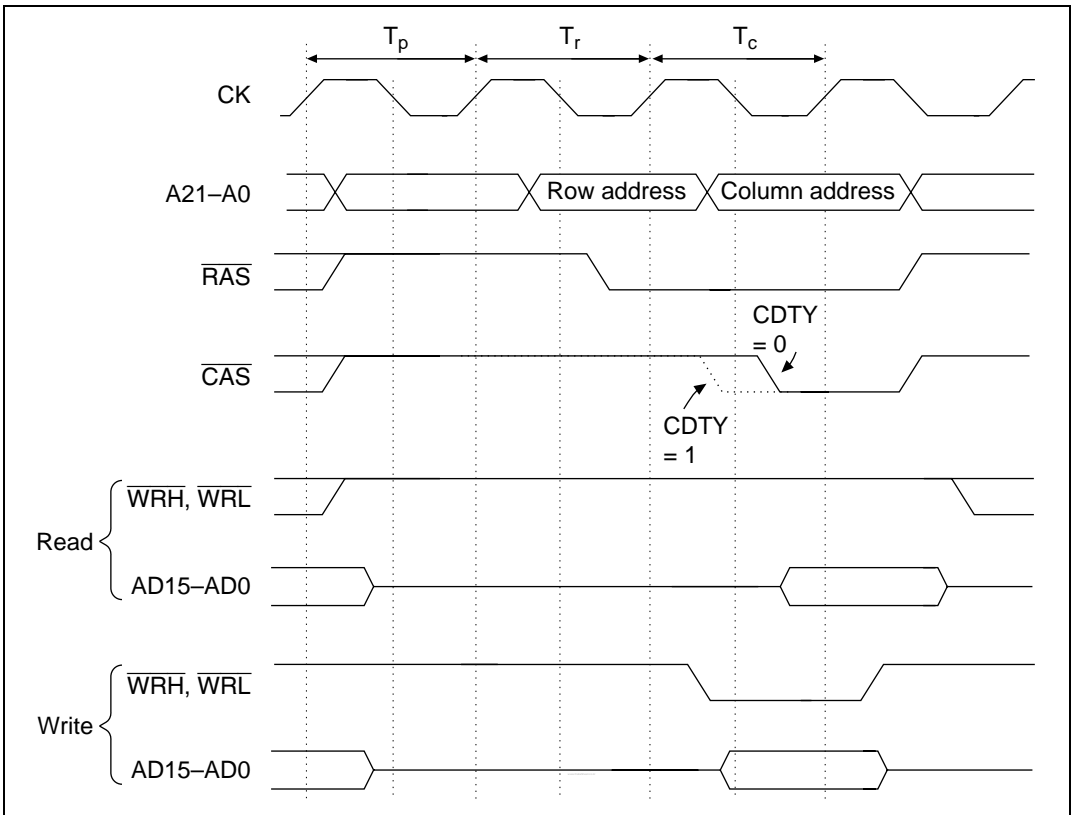 Tp Tr Tc
CK
A21–A0 Row address Column address
RAS
CDTY
= 0
CAS
CDTY
= 1
WRH, WRL
Read
AD15–AD0
WRH, WRL
Write
AD15–AD0